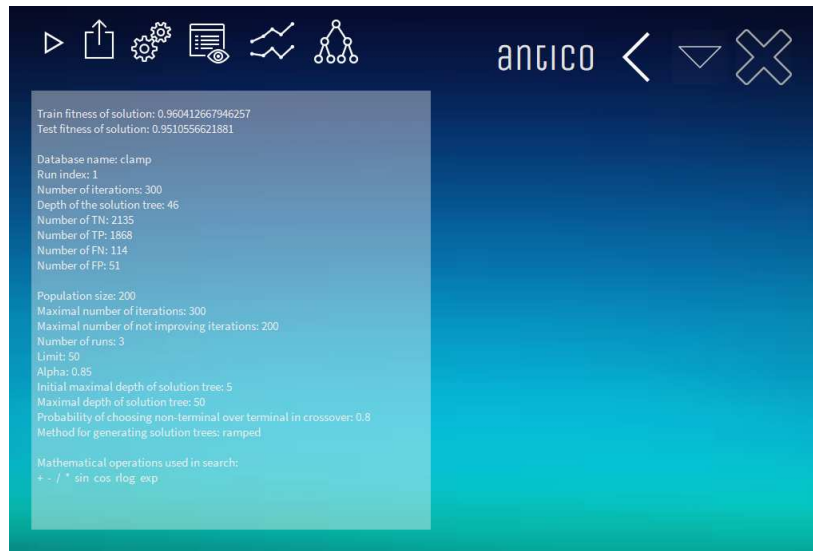 antico
Train fitness of solution: 0.960412667946257
Test fitness of solution: 0.9510556621881
Database name: clamp
Run index: 1
Number of iterations: 300
Depth of the solution tree: 46
Number of TN: 2135
Number of TP: 1868
Number of FN: 114
Number of FP: 51
Population size: 200
Maximal number of iterations: 300
Maximal number of not improving iterations: 200
Number of runs: 3
Limit: 50
Alpha: 0.85
Initial maximal depth of solution tree: 5
Maximal depth of solution tree: 50
Probability of choosing non-terminal over terminal in crossover: 0.8
Method for generating solution trees: ramped
Mathematical operations used in search:
+ - / * sin cos rlog exp